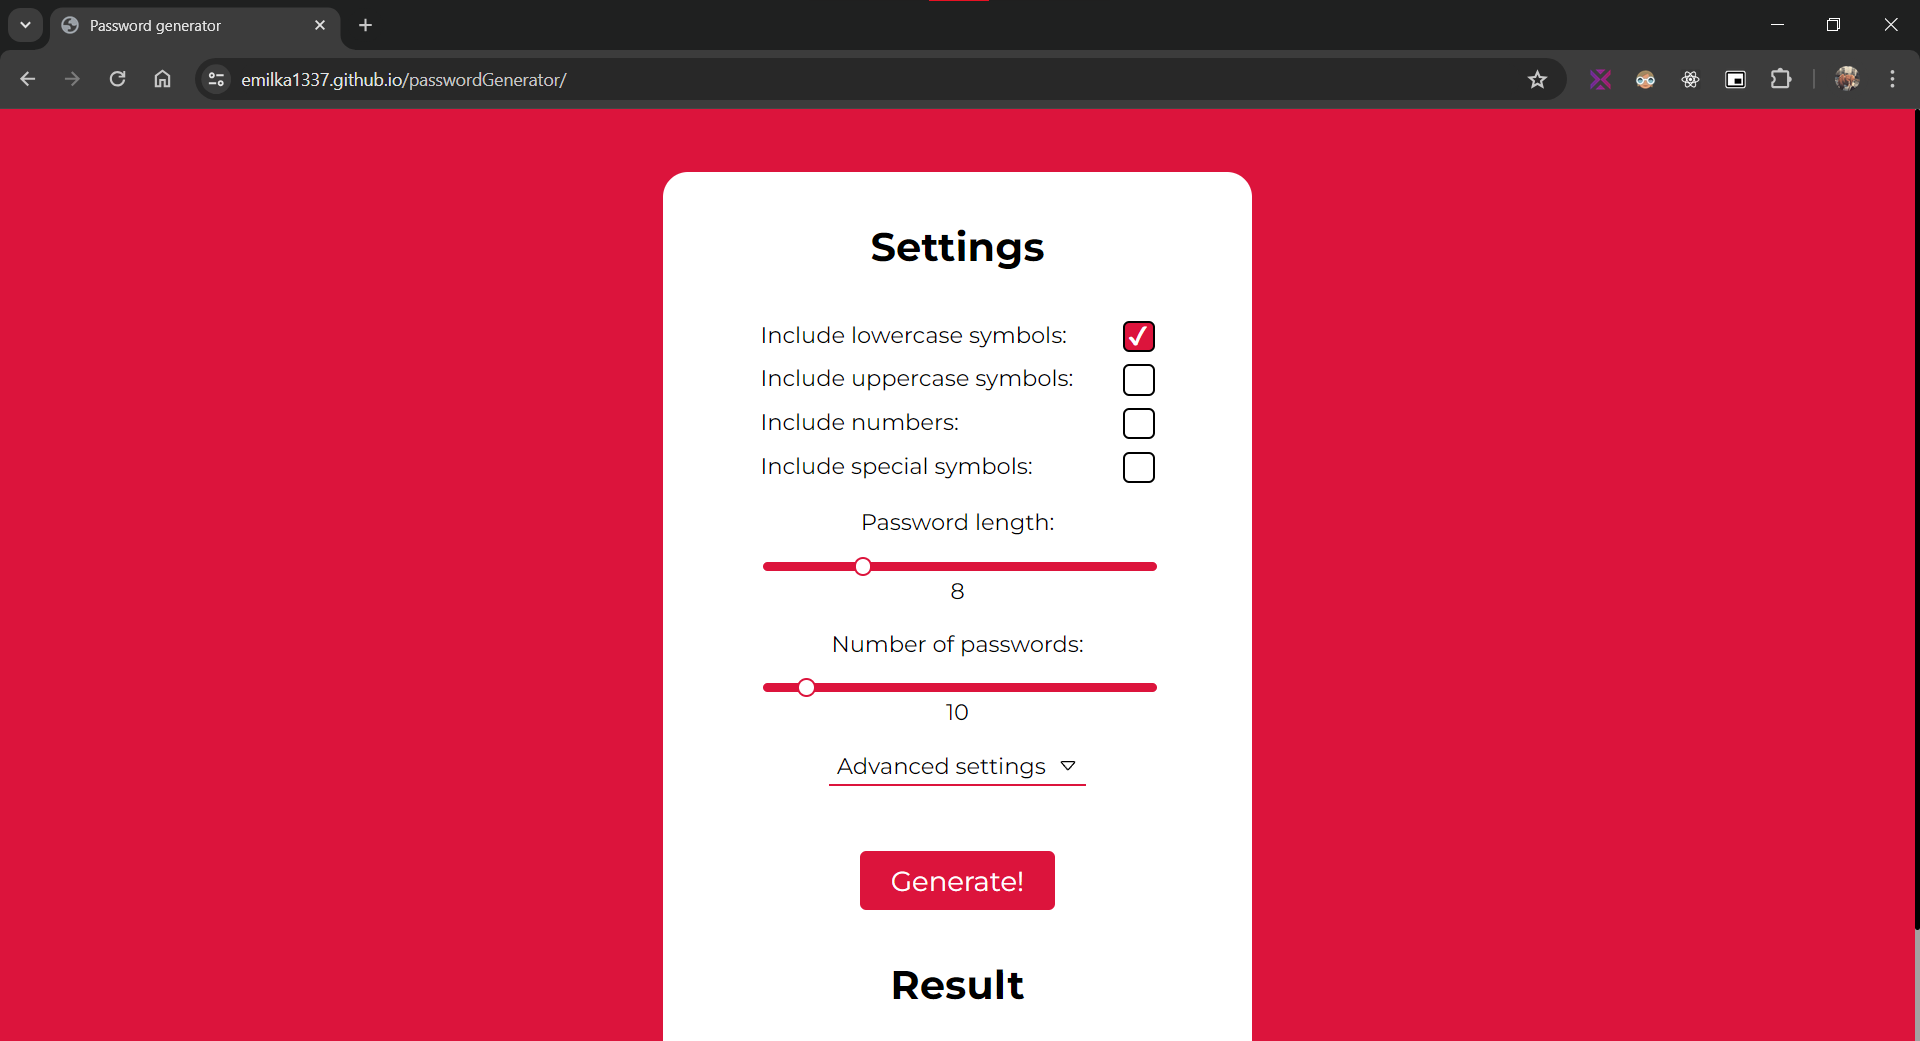 Password generator
emilka1337.github.io/passwordGenerator/
Settings
Include lowercase symbols:
Include uppercase symbols:
Include numbers:
Include special symbols:
Password length:
8
Number of passwords:
10
Advanced settings
Generate!
Result